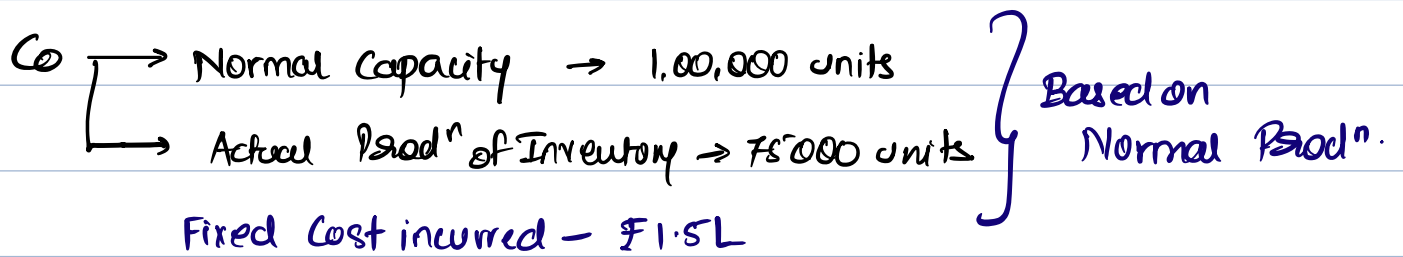 Co → Normal Capacity → 1,00,000 units
Based on
→ Actual Prodⁿ of Inventory → 75000 units
Normal Prodⁿ.
Fixed Cost incurred – ₹1.5L